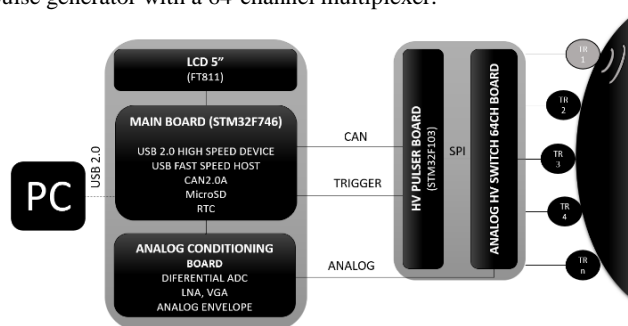 pulse generator with a 64-channel multiplexer.
LCD 5”
(FT811)
MAIN BOARD (STM32F746)
USB 2.0 HIGH SPEED DEVICE
USB FAST SPEED HOST
CAN2.0A
MicroSD
RTC
PC
USB 2.0
ANALOG CONDITIONING
BOARD
DIFERENTIAL ADC
LNA, VGA
ANALOG ENVELOPE
CAN
TRIGGER
ANALOG
HV PULSER BOARD
(STM32F103)
SPI
ANALOG HV SWITCH 64CH BOARD
TR
1
TR
2
TR
3
TR
4
TR
n